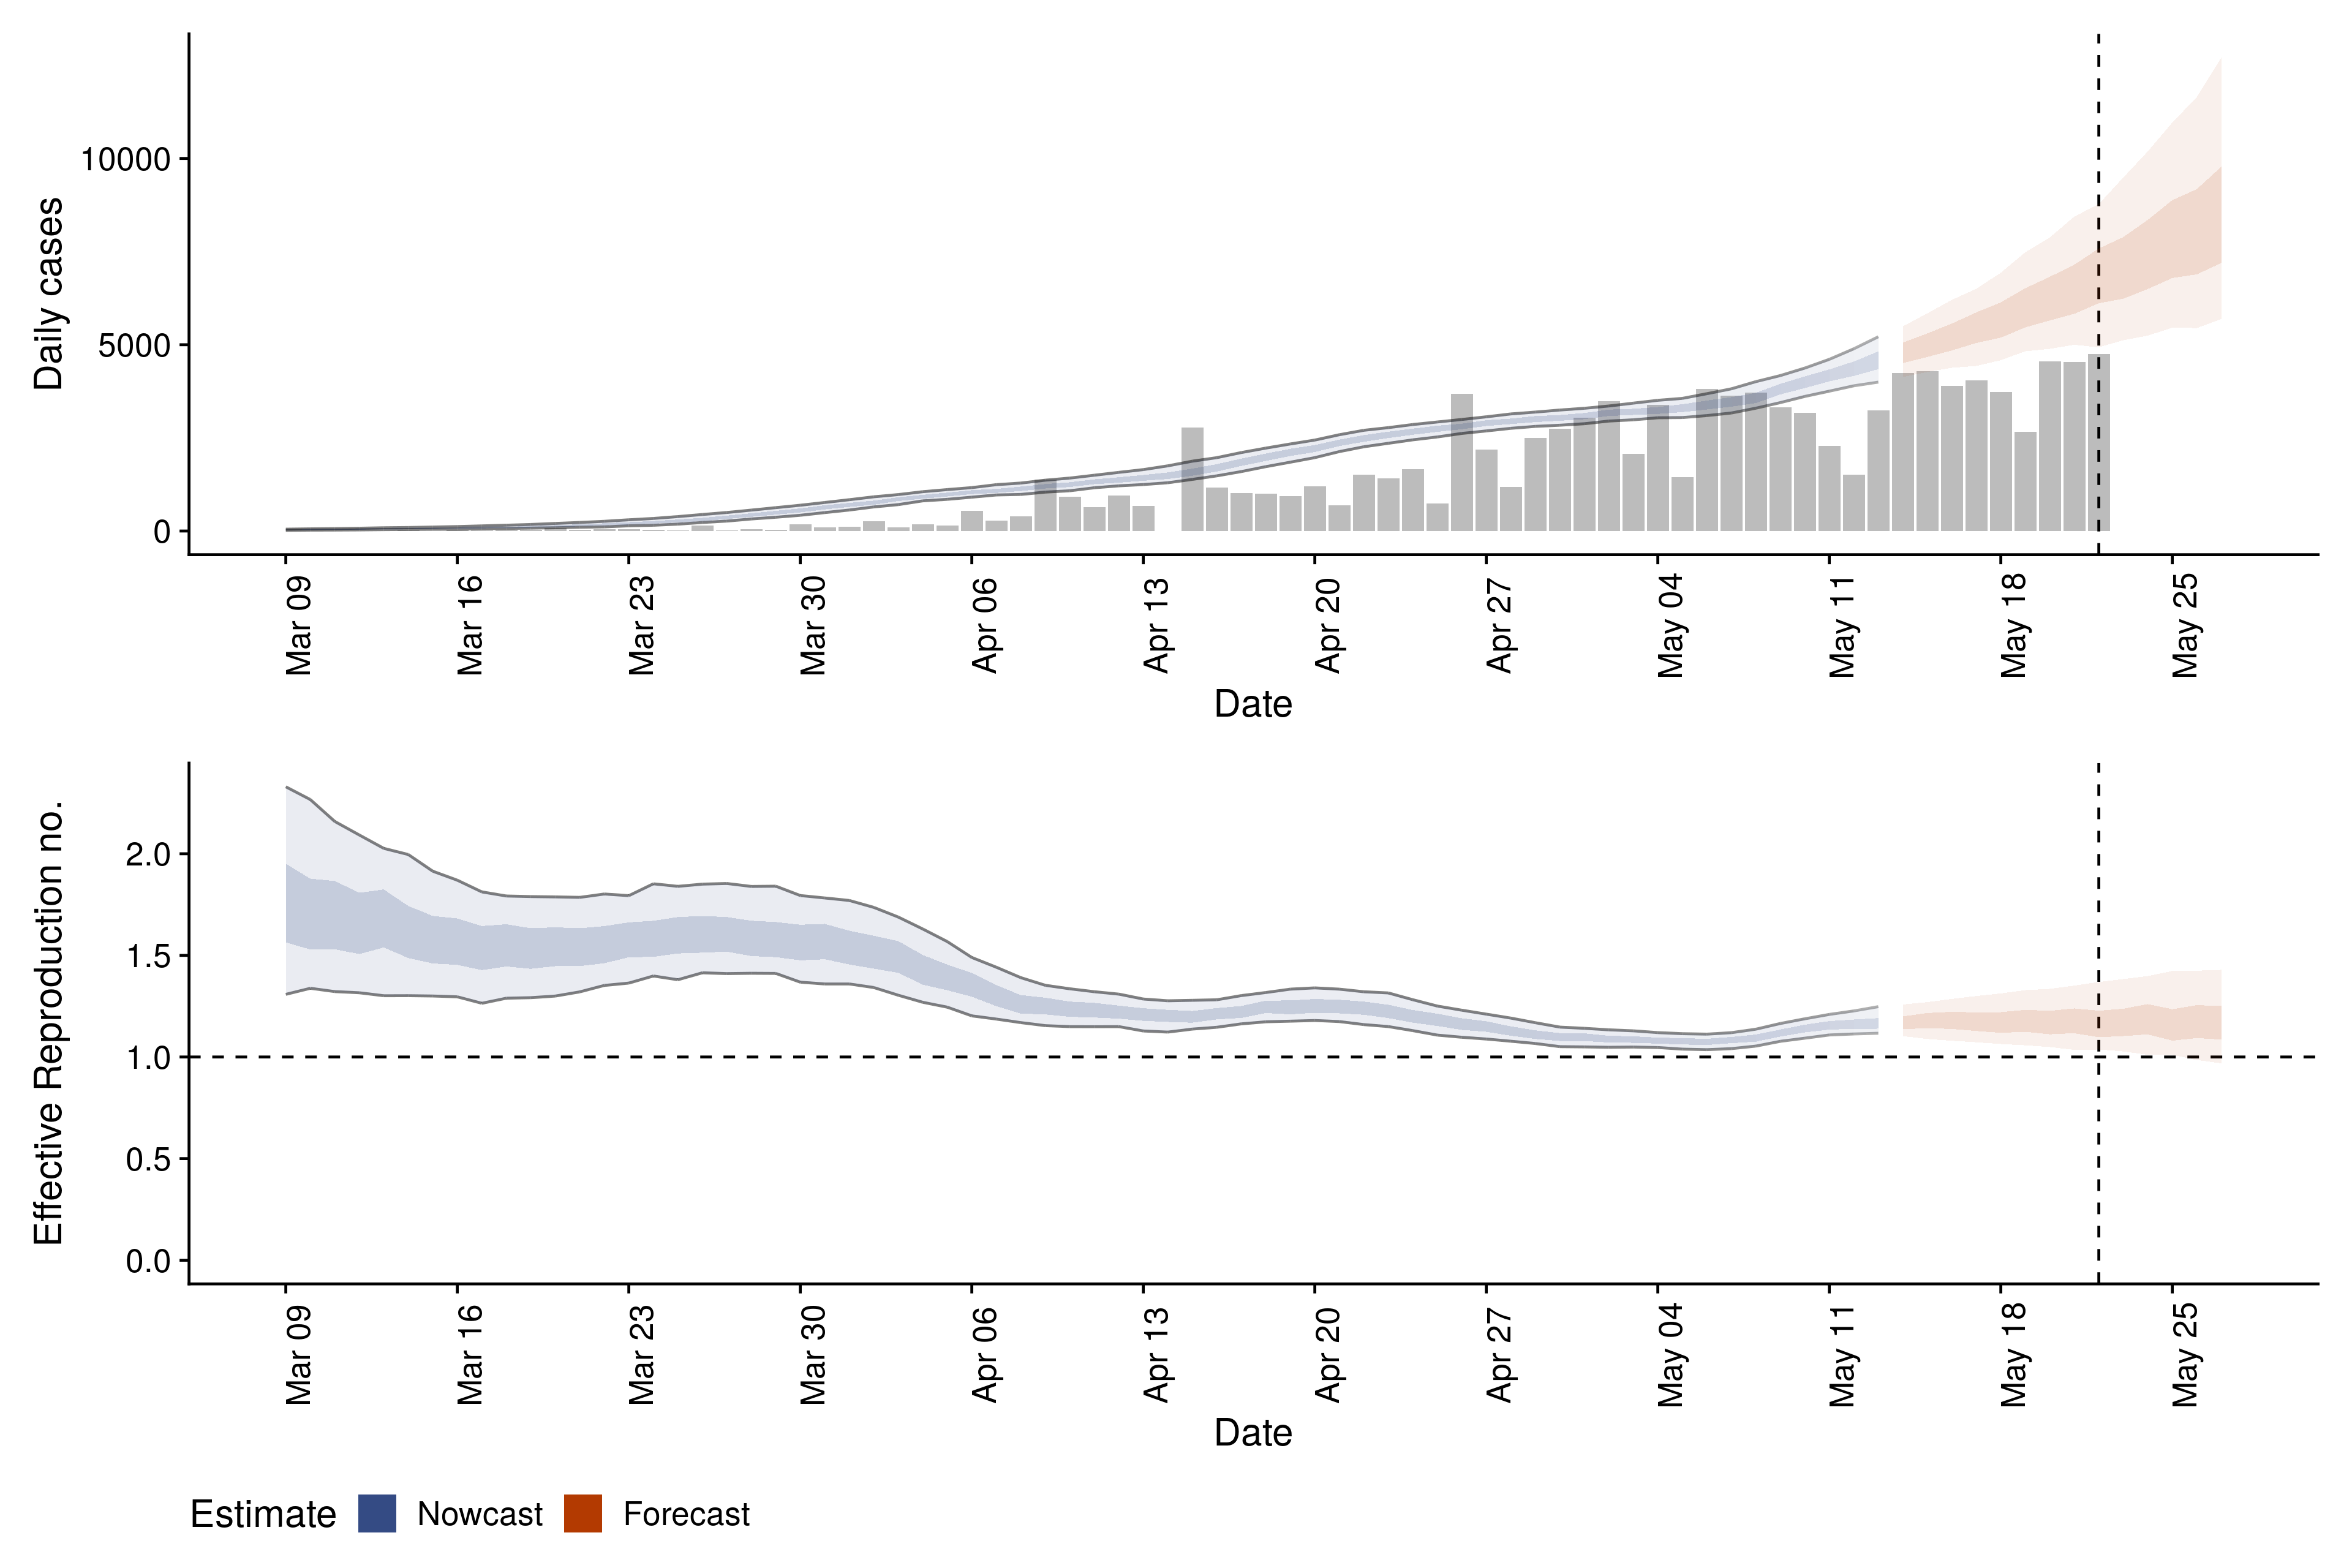 Daily cases
10000
5000
0
Mar 09 Mar 16 Mar 23 Mar 30 Apr 06 Apr 13 Apr 20 Apr 27 May 04 May 11 May 18 May 25
Date
Effective Reproduction no.
2.0
1.5
1.0
0.5
0.0
Mar 09 Mar 16 Mar 23 Mar 30 Apr 06 Apr 13 Apr 20 Apr 27 May 04 May 11 May 18 May 25
Date
Estimate Nowcast Forecast